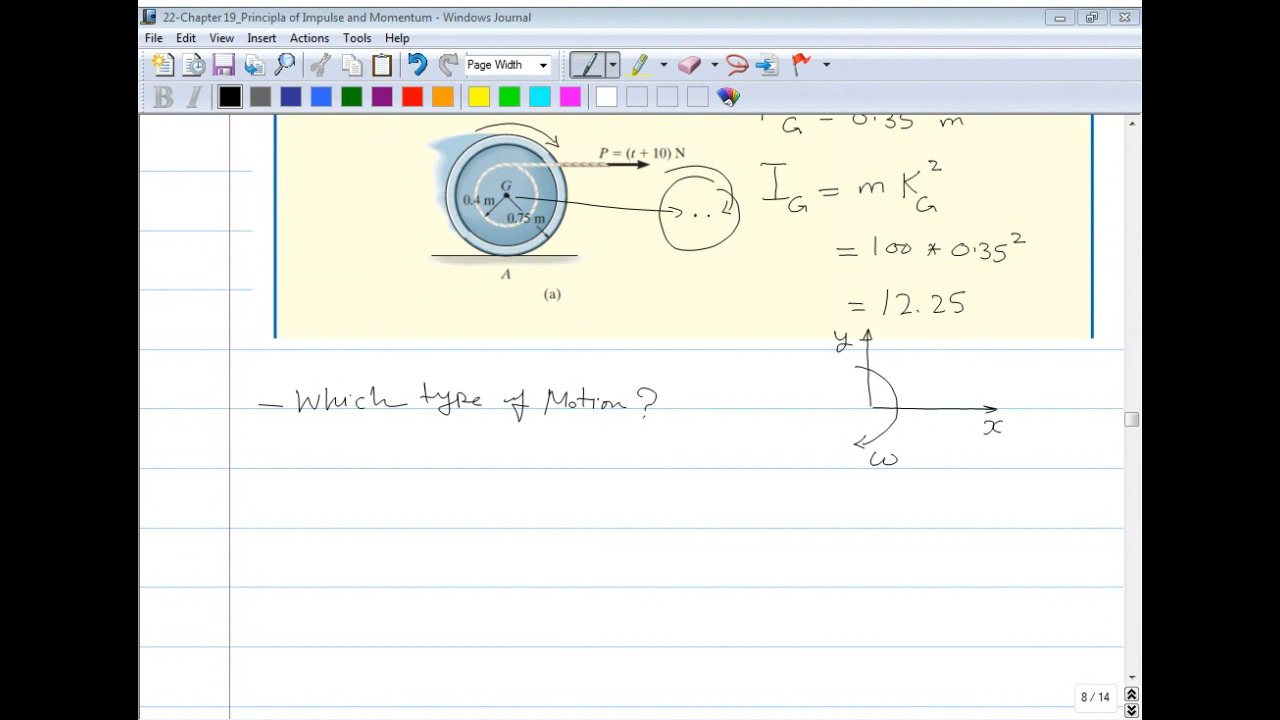 22-Chapter 19_Principla of Impulse and Momentum - Windows Journal
File Edit View Insert Actions Tools Help
Page Width
B I
G = 0.35 m
P = (t + 10) N
G
0.4 m
0.75 m
A
(a)
I_G = m K_G^2
= 100 * 0.35^2
= 12.25
y
x
ω
- Which type of Motion?
8 / 14